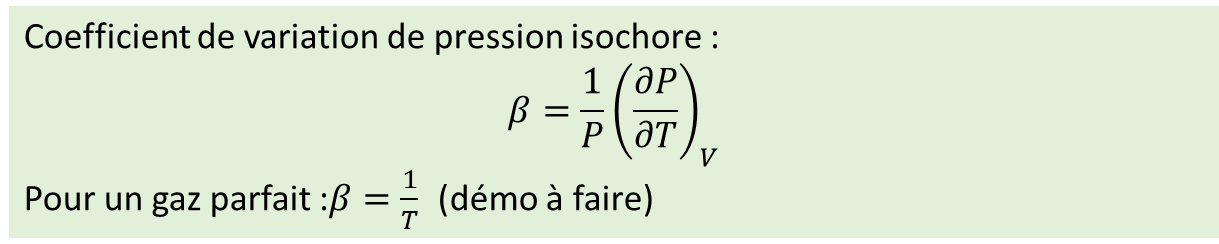 Coefficient de variation de pression isochore :
β = 1/P (∂P/∂T)_V
Pour un gaz parfait :β = 1/T (démo à faire)